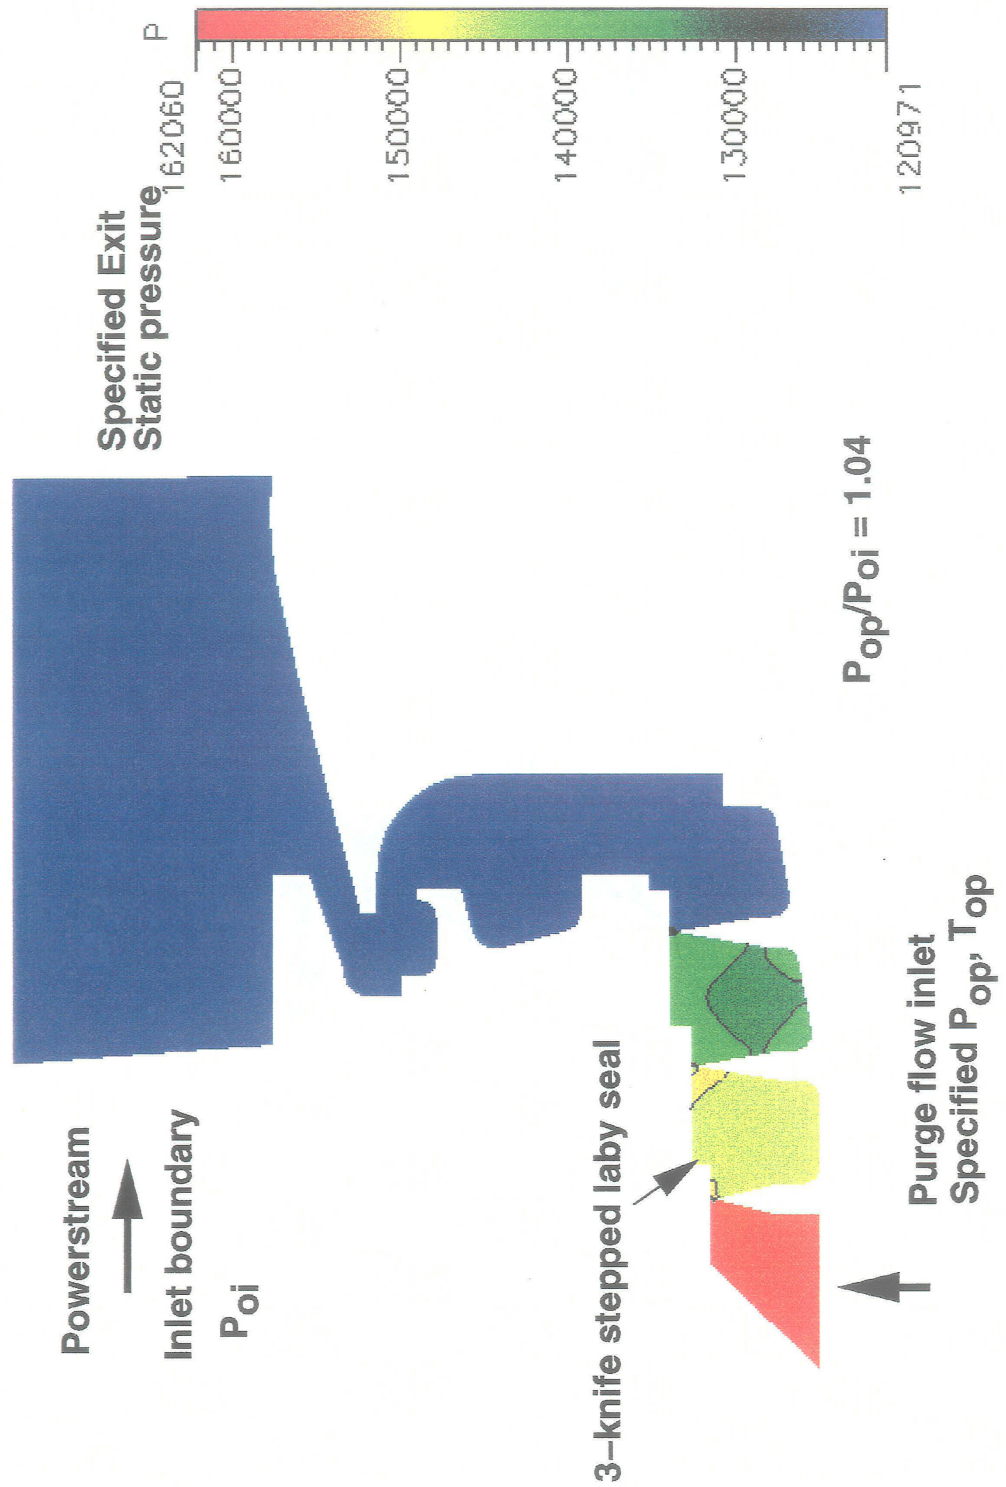 Powerstream
Inlet boundary
Poi
Specified Exit
Static pressure
P
162060
160000
150000
140000
130000
120971
3-knife stepped laby seal
Pop/Poi = 1.04
Purge flow inlet
Specified Pop, Top